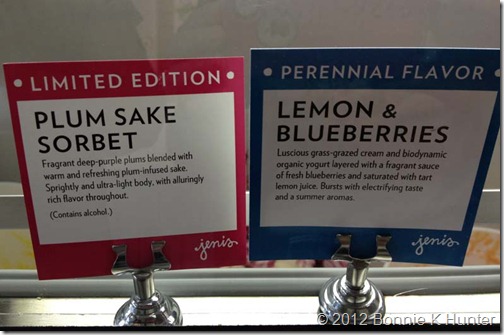 • LIMITED EDITION •
PLUM SAKE
SORBET
Fragrant deep-purple plums blended with
warm and refreshing plum-infused sake.
Sprightly and ultra-light body, with alluringly
rich flavor throughout.
(Contains alcohol.)
jenis
• PERENNIAL FLAVOR •
LEMON &
BLUEBERRIES
Luscious grass-grazed cream and biodynamic
organic yogurt layered with a fragrant sauce
of fresh blueberries and saturated with tart
lemon juice. Bursts with electrifying taste
and a summer aromas.
jenis
© 2012 Bonnie K Hunter